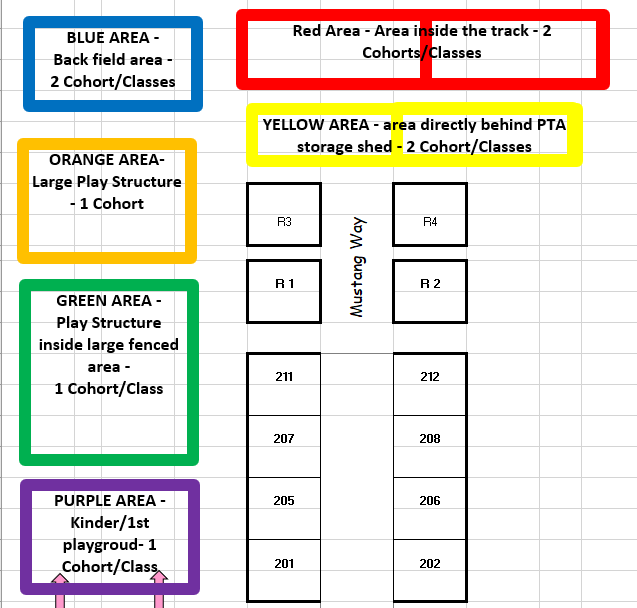 BLUE AREA -
Back field area -
2 Cohort/Classes
Red Area - Area inside the track - 2
Cohorts/Classes
YELLOW AREA - area directly behind PTA
storage shed - 2 Cohort/Classes
ORANGE AREA-
Large Play Structure
- 1 Cohort
GREEN AREA -
Play Structure
inside large fenced
area -
1 Cohort/Class
PURPLE AREA -
Kinder/1st
playgroud- 1
Cohort/Class
R3
R4
Mustang Way
R 1
R 2
211
212
207
208
205
206
201
202